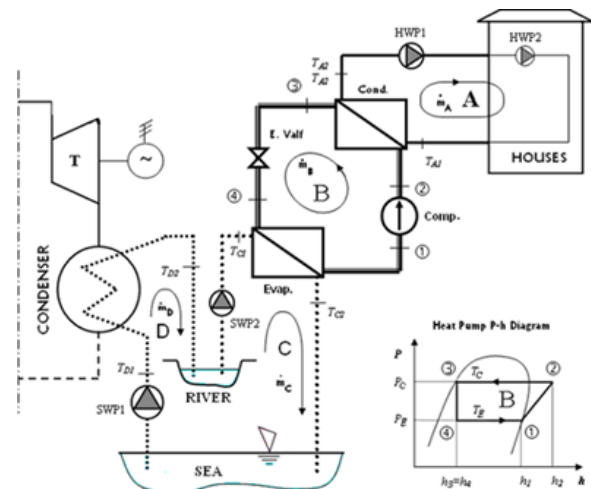 HWP1
HWP2
T_A2
T_A2
③
Cond.
ṁ_A A
E. Valf
T_A1
HOUSES
ṁ_B
B
②
T
~
④
Comp.
①
T_C1
Evap.
CONDENSER
T_D2
T_C2
ṁ_D
D
SWP2
C
ṁ_C
Heat Pump P-h Diagram
P
③
②
T_C
P_C
B
T_E
P_E
④
①
h_3=h_4
h_1
h_2
h
T_D1
RIVER
SWP1
SEA